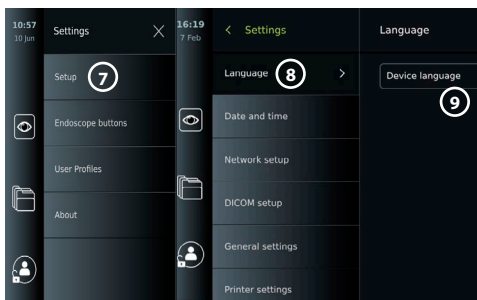 10:57
10 Jun
Settings
Setup
7
Endoscope buttons
User Profiles
About
16:19
7 Feb
Settings
Language
8
Date and time
Network setup
DICOM setup
General settings
Printer settings
Language
Device language
9